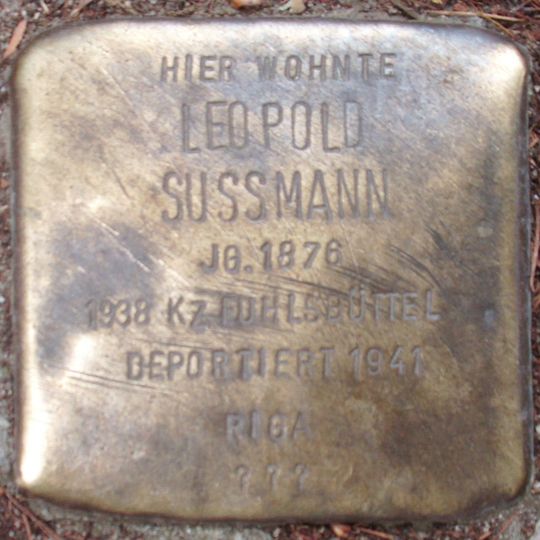 HIER WOHNTE
LEOPOLD
SUSSMANN
JG. 1876
1938 KZ FUHLSBÜTTEL
DEPORTIERT 1941
RIGA
? ? ?